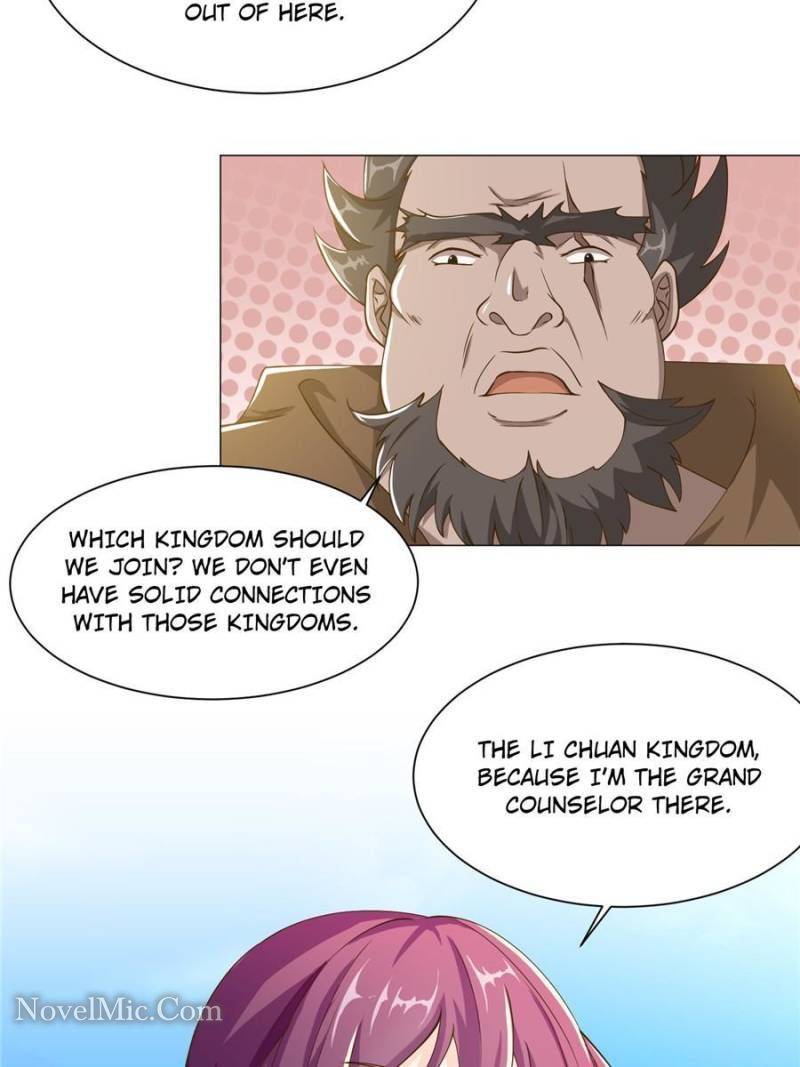 OUT OF HERE.
WHICH KINGDOM SHOULD
WE JOIN? WE DON'T EVEN
HAVE SOLID CONNECTIONS
WITH THOSE KINGDOMS.
THE LI CHUAN KINGDOM,
BECAUSE I'M THE GRAND
COUNSELOR THERE.
NovelMic.Com